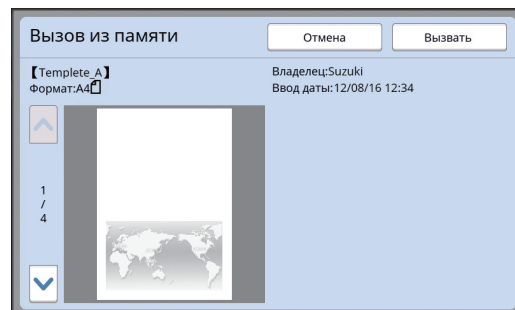 Вызов из памяти
Отмена
Вызвать
【Templete_A】
Владелец:Suzuki
Формат:A4
Ввод даты:12/08/16 12:34
1
/
4